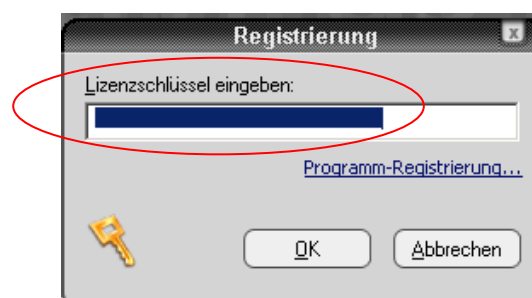 Registrierung
x
Lizenzschlüssel eingeben:
Programm-Registrierung...
OK
Abbrechen